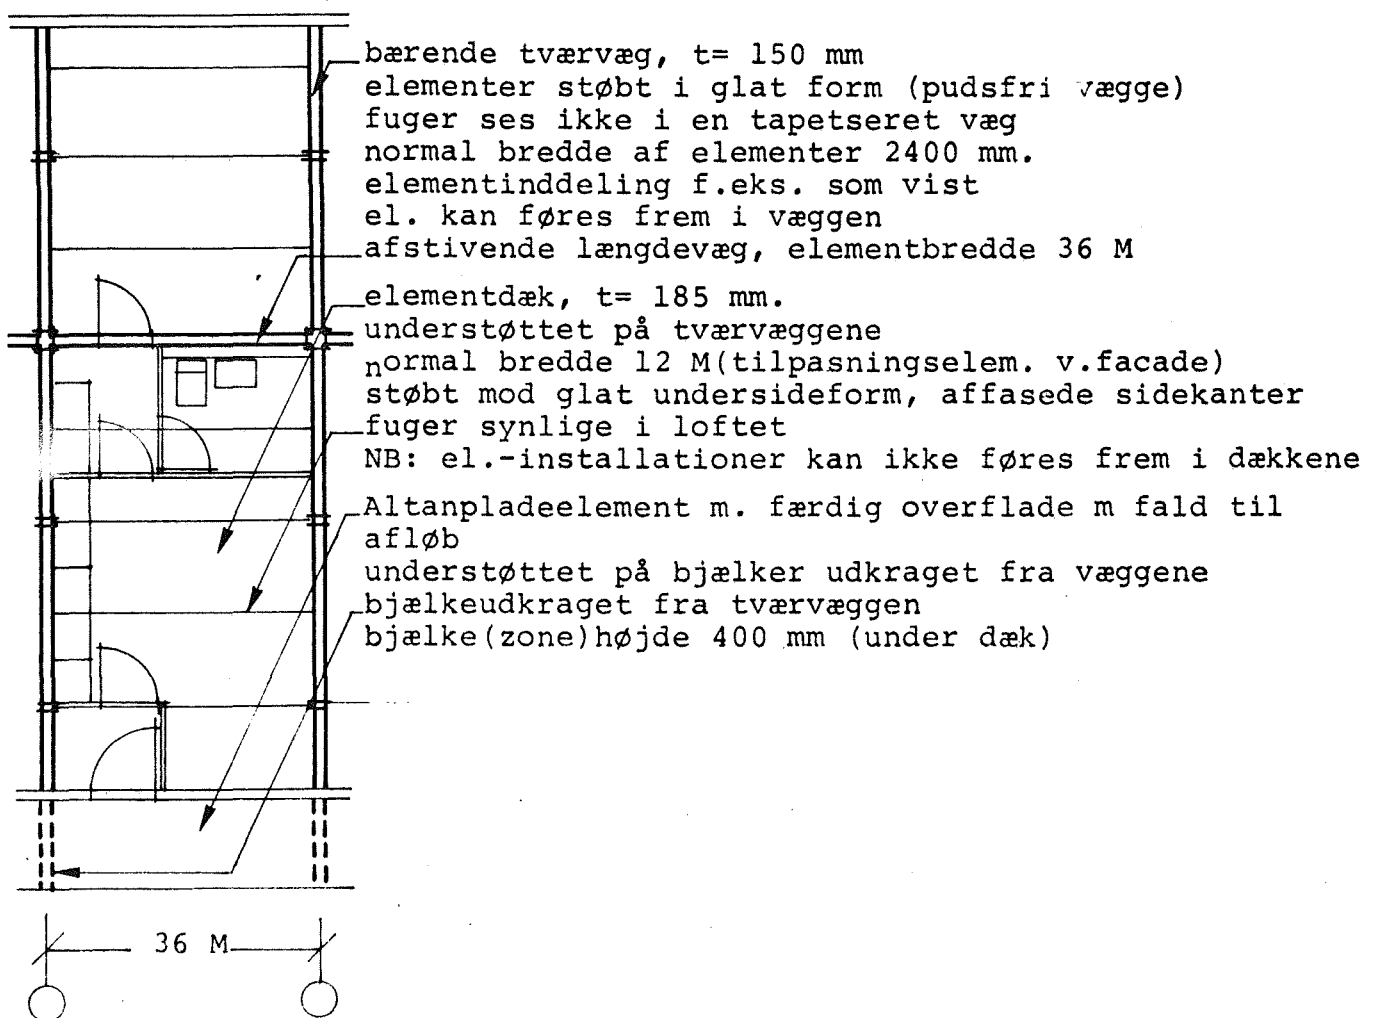 bærende tværvæg, t= 150 mm
elementer støbt i glat form (pudsfri vægge)
fuger ses ikke i en tapetseret væg
normal bredde af elementer 2400 mm.
elementinddeling f.eks. som vist
el. kan føres frem i væggen
afstivende længdevæg, elementbredde 36 M
elementdæk, t= 185 mm.
understøttet på tværvæggene
normal bredde 12 M(tilpasningselem. v.facade)
støbt mod glat undersideform, affasede sidekanter
fuger synlige i loftet
NB: el.-installationer kan ikke føres frem i dækkene
Altanpladeelement m. færdig overflade m fald til
afløb
understøttet på bjælker udkraget fra væggene
bjælkeudkraget fra tværvæggen
bjælke(zone)højde 400 mm (under dæk)
36 M